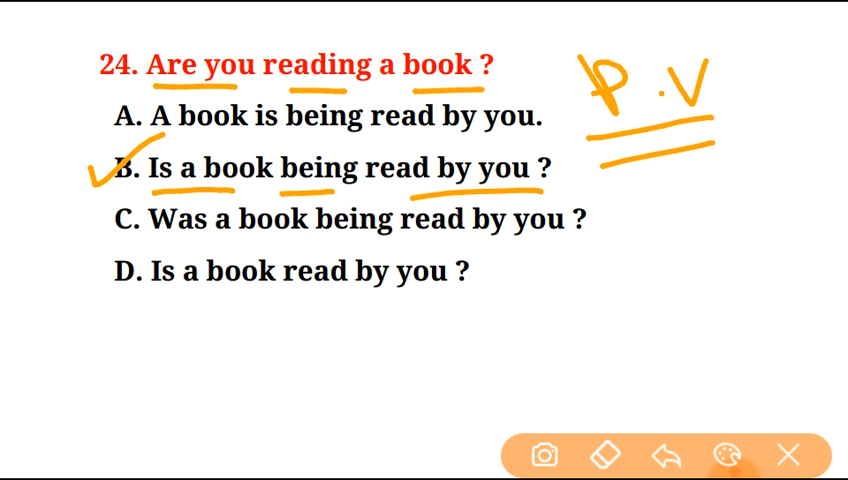 24. Are you reading a book ?
P.V
A. A book is being read by you.
B. Is a book being read by you ?
C. Was a book being read by you ?
D. Is a book read by you ?